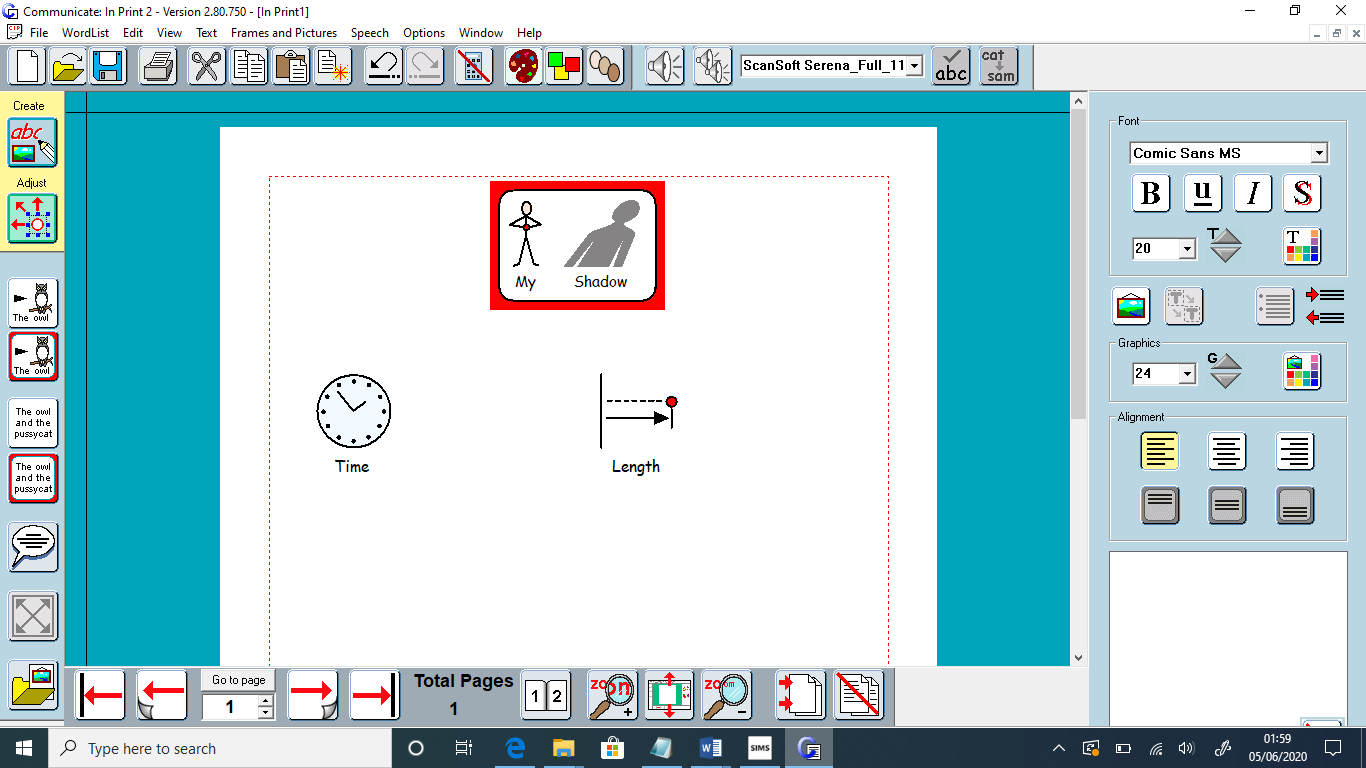 Communicate: In Print 2 - Version 2.80.750 - [In Print1]
File WordList Edit View Text Frames and Pictures Speech Options Window Help
ScanSoft Serena_Full_11
abc
cat
sam
Create
abc
Adjust
The owl
The owl
The owl
and the
pussycat
The owl
and the
pussycat
My Shadow
Time Length
Font
Comic Sans MS
B u I S
20 T T
T T
Graphics
24 G
Alignment
Go to page
1
Total Pages
1
1 2
zoom +
zoom -
Type here to search
W
SIMS
01:59
05/06/2020